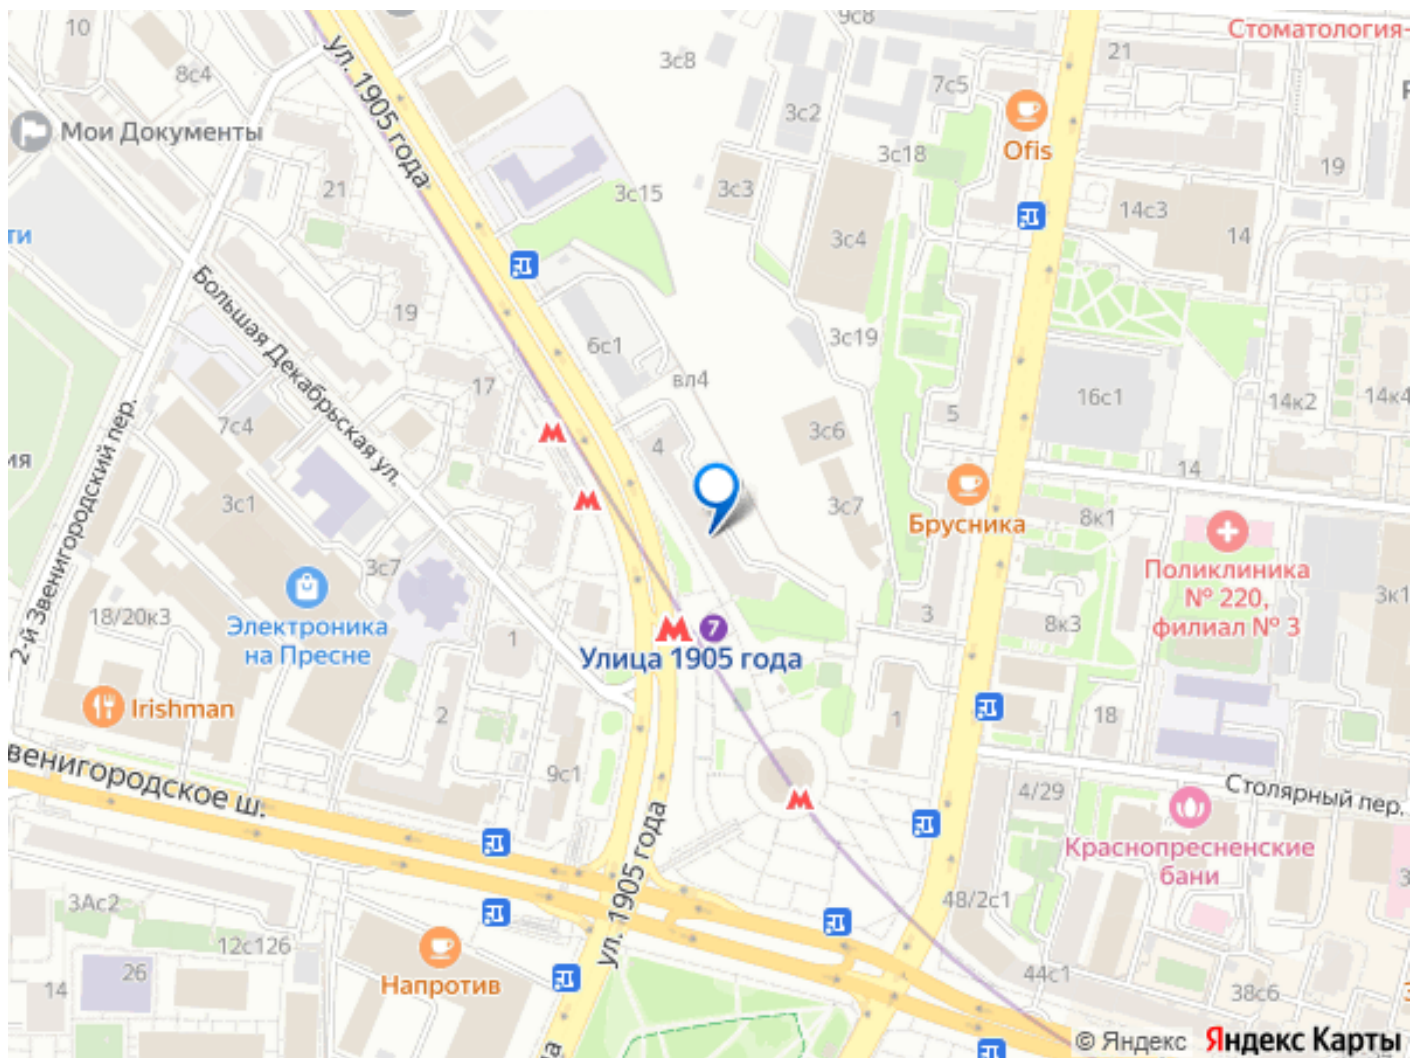 10
9с8
Стоматология-
3с8
21
8с4
7с5
3с2
Мои Документы
ул. 1905 года
Ofis
3с18
19
21
3с15
3с3
14с3
14
3с4
ти
Большая Декабрьская ул.
19
6с1
3с19
вл4
17
16с1
14к2
14к4
5
7с4
4
3с6
ия
14
2-й Звенигородский пер.
3с1
3с7
Брусника
8к1
3с7
Поликлиника
№ 220,
филиал № 3
3к1
18/20к3
Электроника
на Пресне
1
7
3
8к3
Улица 1905 года
Irishman
2
1
18
венигородское ш.
9с1
4/29
Столярный пер.
ул. 1905 года
Краснопресненские
бани
3Ас2
48/2с1
12с126
26
14
Напротив
44с1
38с6
© Яндекс Яндекс Карты